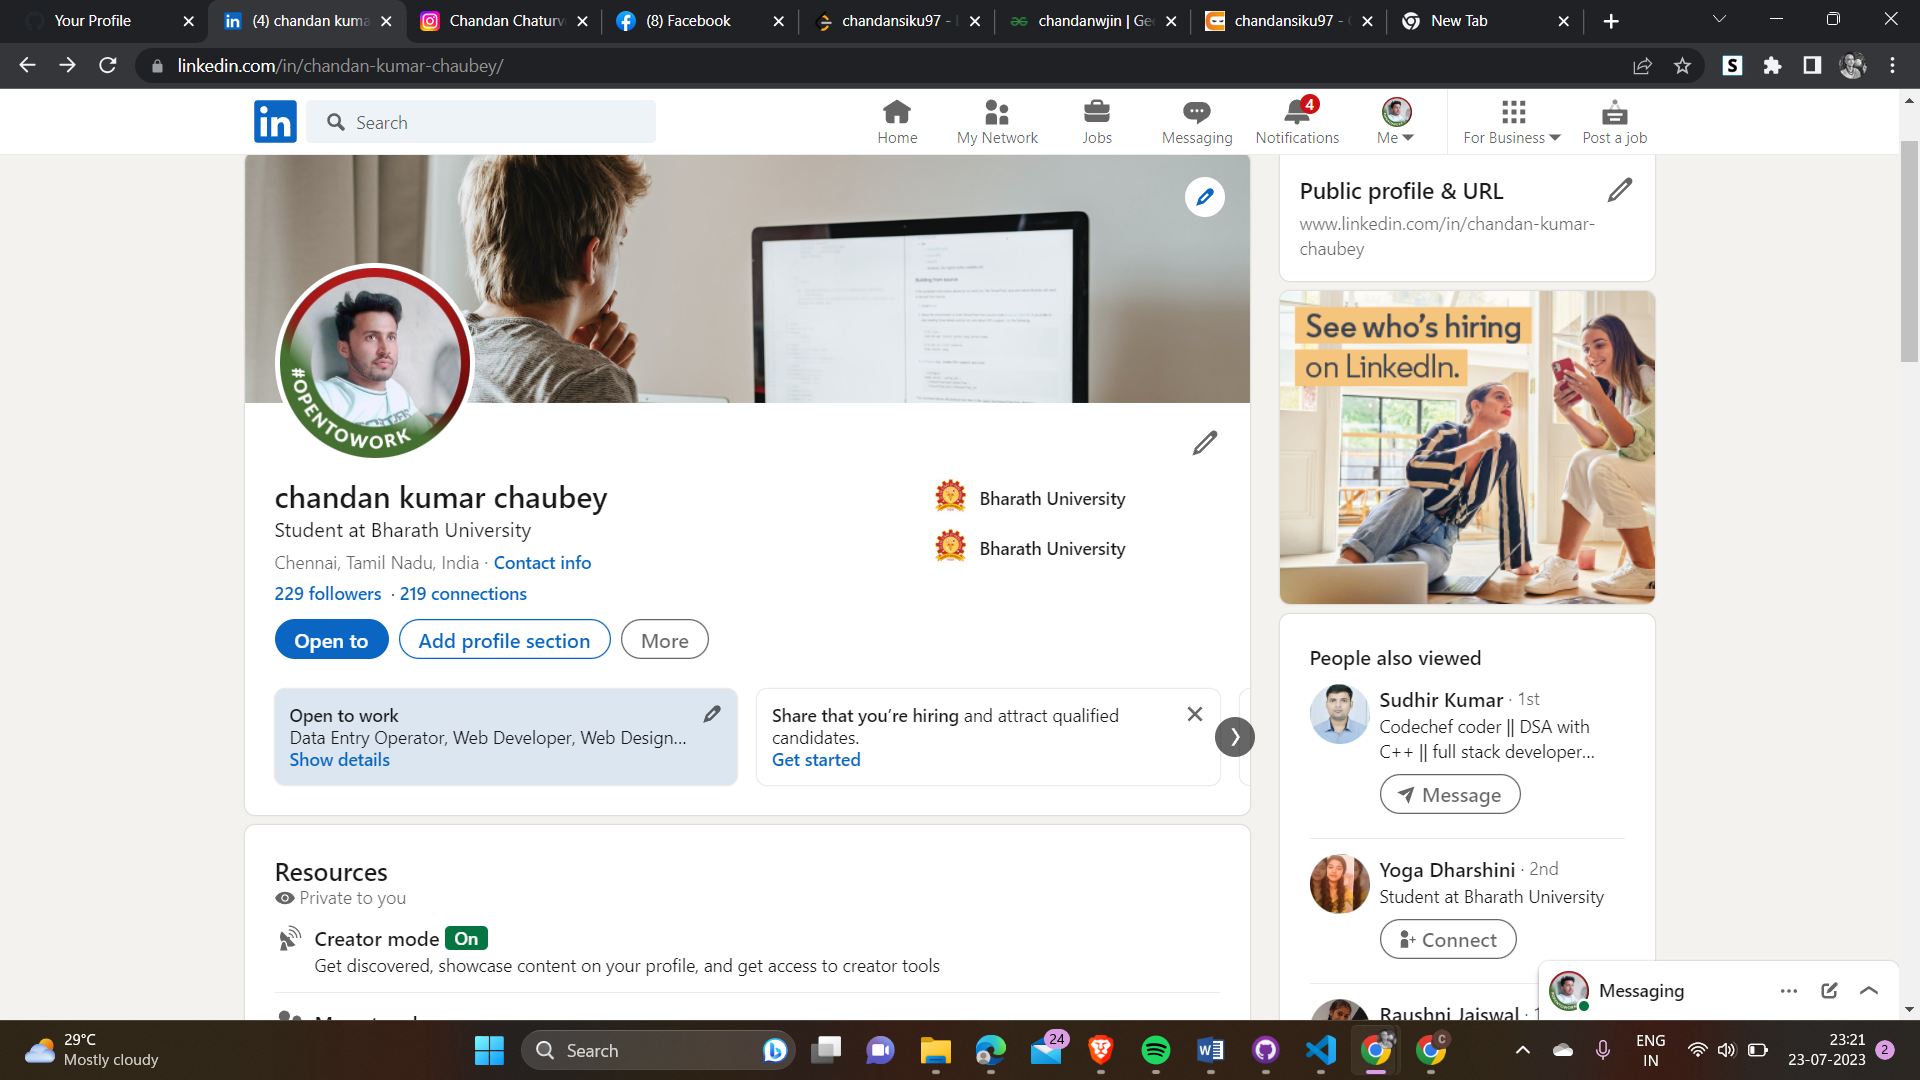 Your Profile
(4) chandan kuma
Chandan Chaturv
(8) Facebook
chandansiku97 -
chandanwjin | Ge
chandansiku97 -
New Tab
linkedin.com/in/chandan-kumar-chaubey/
in
Search
Home
My Network
Jobs
Messaging
4
Notifications
Me
For Business
Post a job
Public profile & URL
www.linkedin.com/in/chandan-kumar-
chaubey
Building from source
#OPENTOWORK
See who's hiring
on LinkedIn.
chandan kumar chaubey
Student at Bharath University
Chennai, Tamil Nadu, India · Contact info
229 followers · 219 connections
Bharath University
Bharath University
Open to
Add profile section
More
Open to work
Data Entry Operator, Web Developer, Web Design...
Show details
Share that you're hiring and attract qualified
candidates.
Get started
People also viewed
Sudhir Kumar · 1st
Codechef coder || DSA with
C++ || full stack developer...
Message
Yoga Dharshini · 2nd
Student at Bharath University
Connect
Raushni Jaiswal ·
Resources
Private to you
Creator mode On
Get discovered, showcase content on your profile, and get access to creator tools
Messaging
29°C
Mostly cloudy
Search
24
ENG
IN
23:21
23-07-2023
2